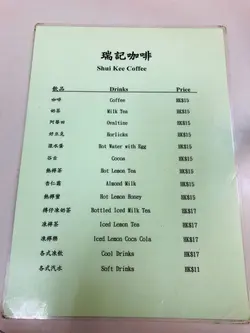 瑞記咖啡
Shui Kee Coffee
飲品 Drinks Price
咖啡 Coffee HK$15
奶茶 Milk Tea HK$15
阿華田 Ovaltine HK$15
好立克 Horlicks HK$15
滾水蛋 Hot Water with Egg HK$15
谷古 Cocoa HK$15
熱檸茶 Hot Lemon Tea HK$15
杏仁霜 Almond Milk HK$15
熱檸蜜 Hot Lemon Honey HK$15
樽仔凍奶茶 Bottled Iced Milk Tea HK$17
凍檸茶 Iced Lemon Tea HK$17
凍檸樂 Iced Lemon Coca Cola HK$17
各式凍飲 Cool Drinks HK$17
各式汽水 Soft Drinks HK$11